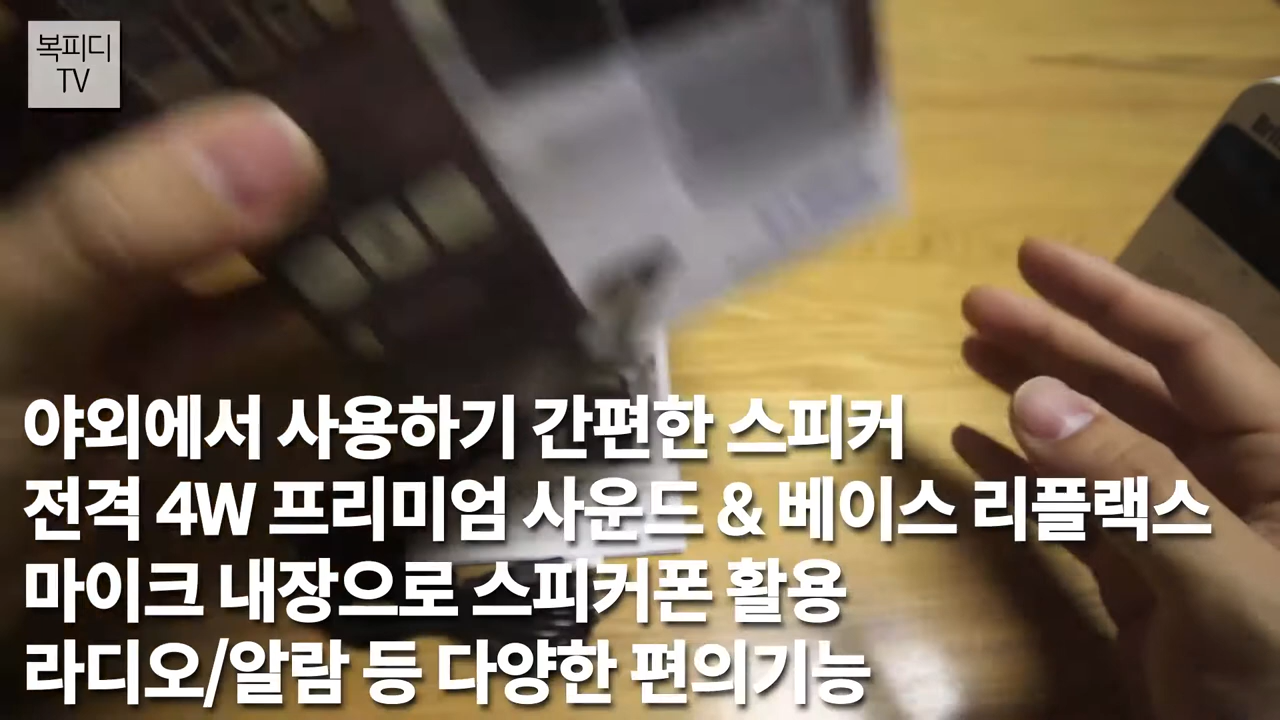 복피디
TV
야외에서 사용하기 간편한 스피커
전격 4W 프리미엄 사운드 & 베이스 리플랙스
마이크 내장으로 스피커폰 활용
라디오/알람 등 다양한 편의기능